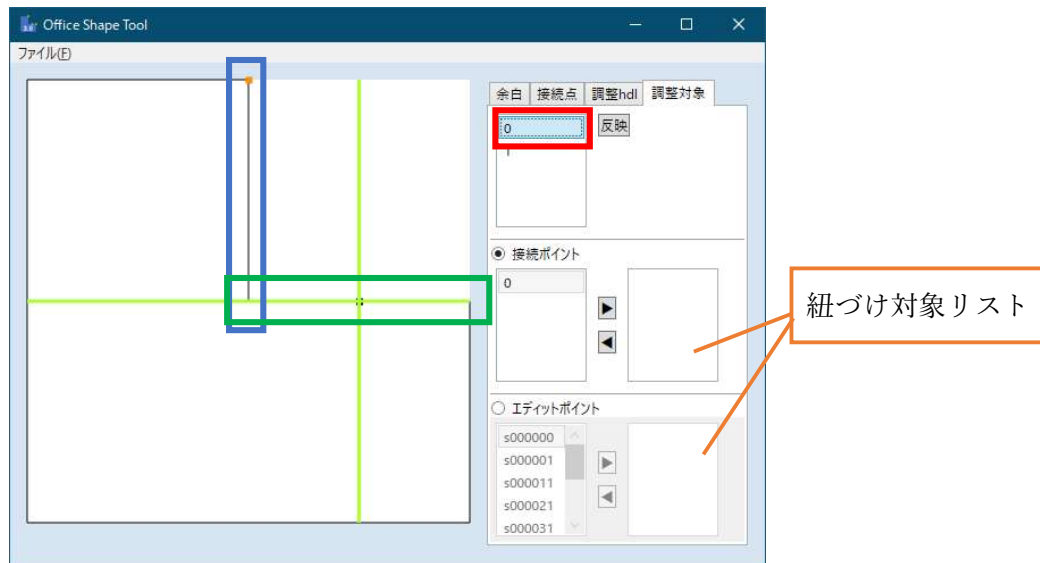 Office Shape Tool
ファイル(F)
余白 接続点 調整hdl 調整対象
0
反映
1
接続ポイント
0
紐づけ対象リスト
エディットポイント
s000000
s000001
s000011
s000021
s000031